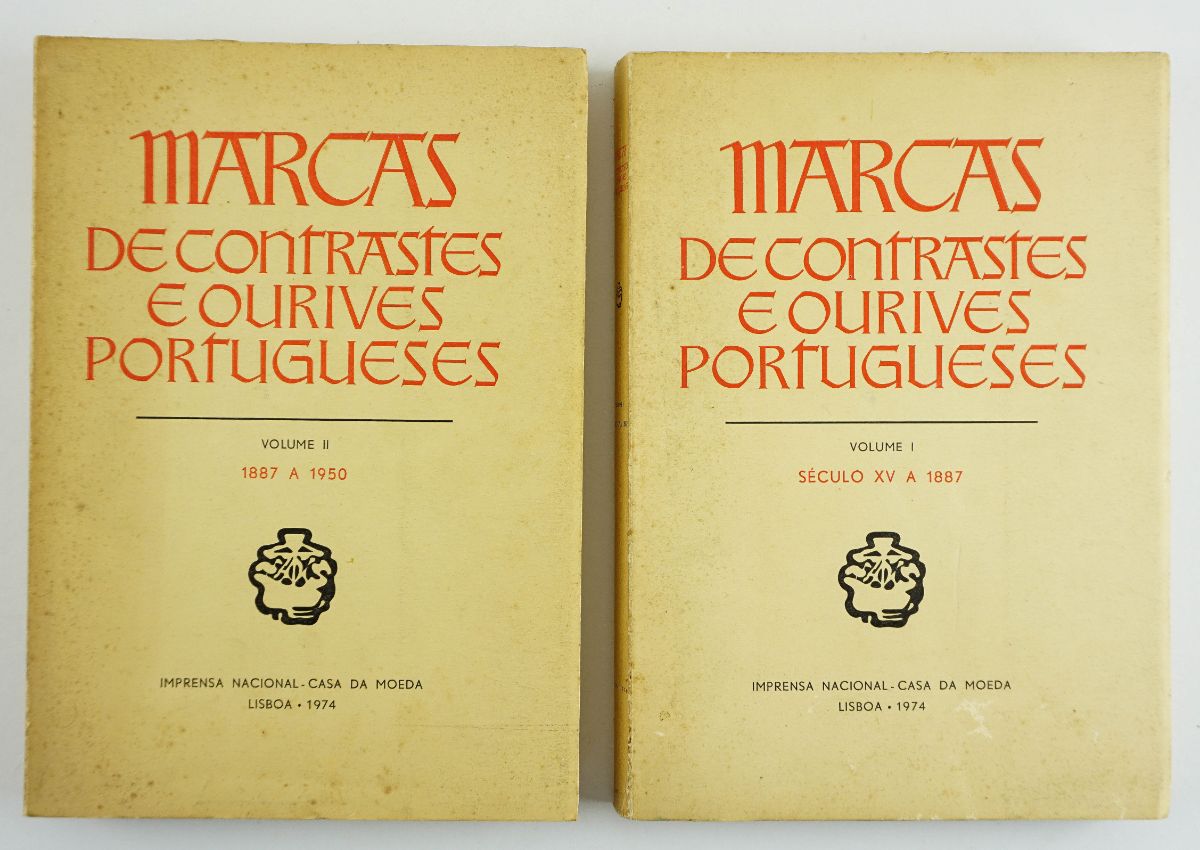 MARCAS
DE CONTRASTES
E OURIVES
PORTUGUESES
VOLUME II
1887 A 1950
IMPRENSA NACIONAL - CASA DA MOEDA
LISBOA • 1974
MARCAS
DE CONTRASTES
E OURIVES
PORTUGUESES
VOLUME I
SÉCULO XV A 1887
IMPRENSA NACIONAL - CASA DA MOEDA
LISBOA • 1974